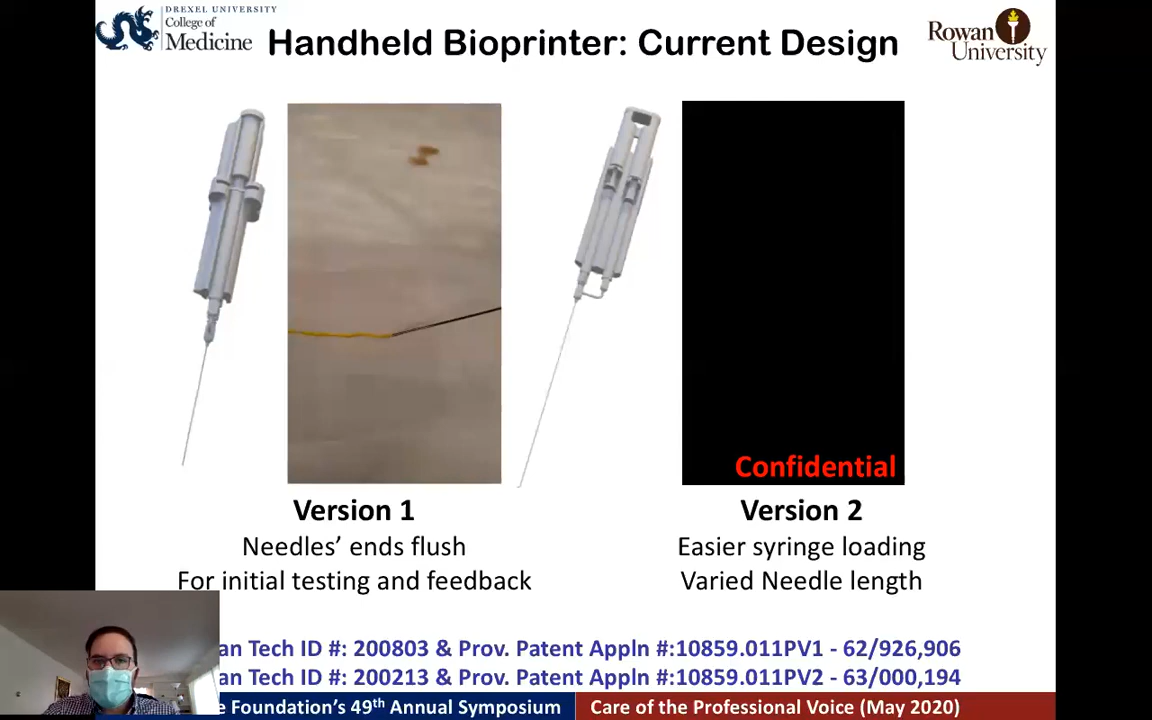 DREXEL UNIVERSITY
College of
Medicine
Handheld Bioprinter: Current Design
Rowan
University
Confidential
Version 1
Needles’ ends flush
For initial testing and feedback
Version 2
Easier syringe loading
Varied Needle length
Tech ID #: 200803 & Prov. Patent Appln #:10859.011PV1 - 62/926,906
Tech ID #: 200213 & Prov. Patent Appln #:10859.011PV2 - 63/000,194
Foundation’s 49th Annual Symposium
Care of the Professional Voice (May 2020)